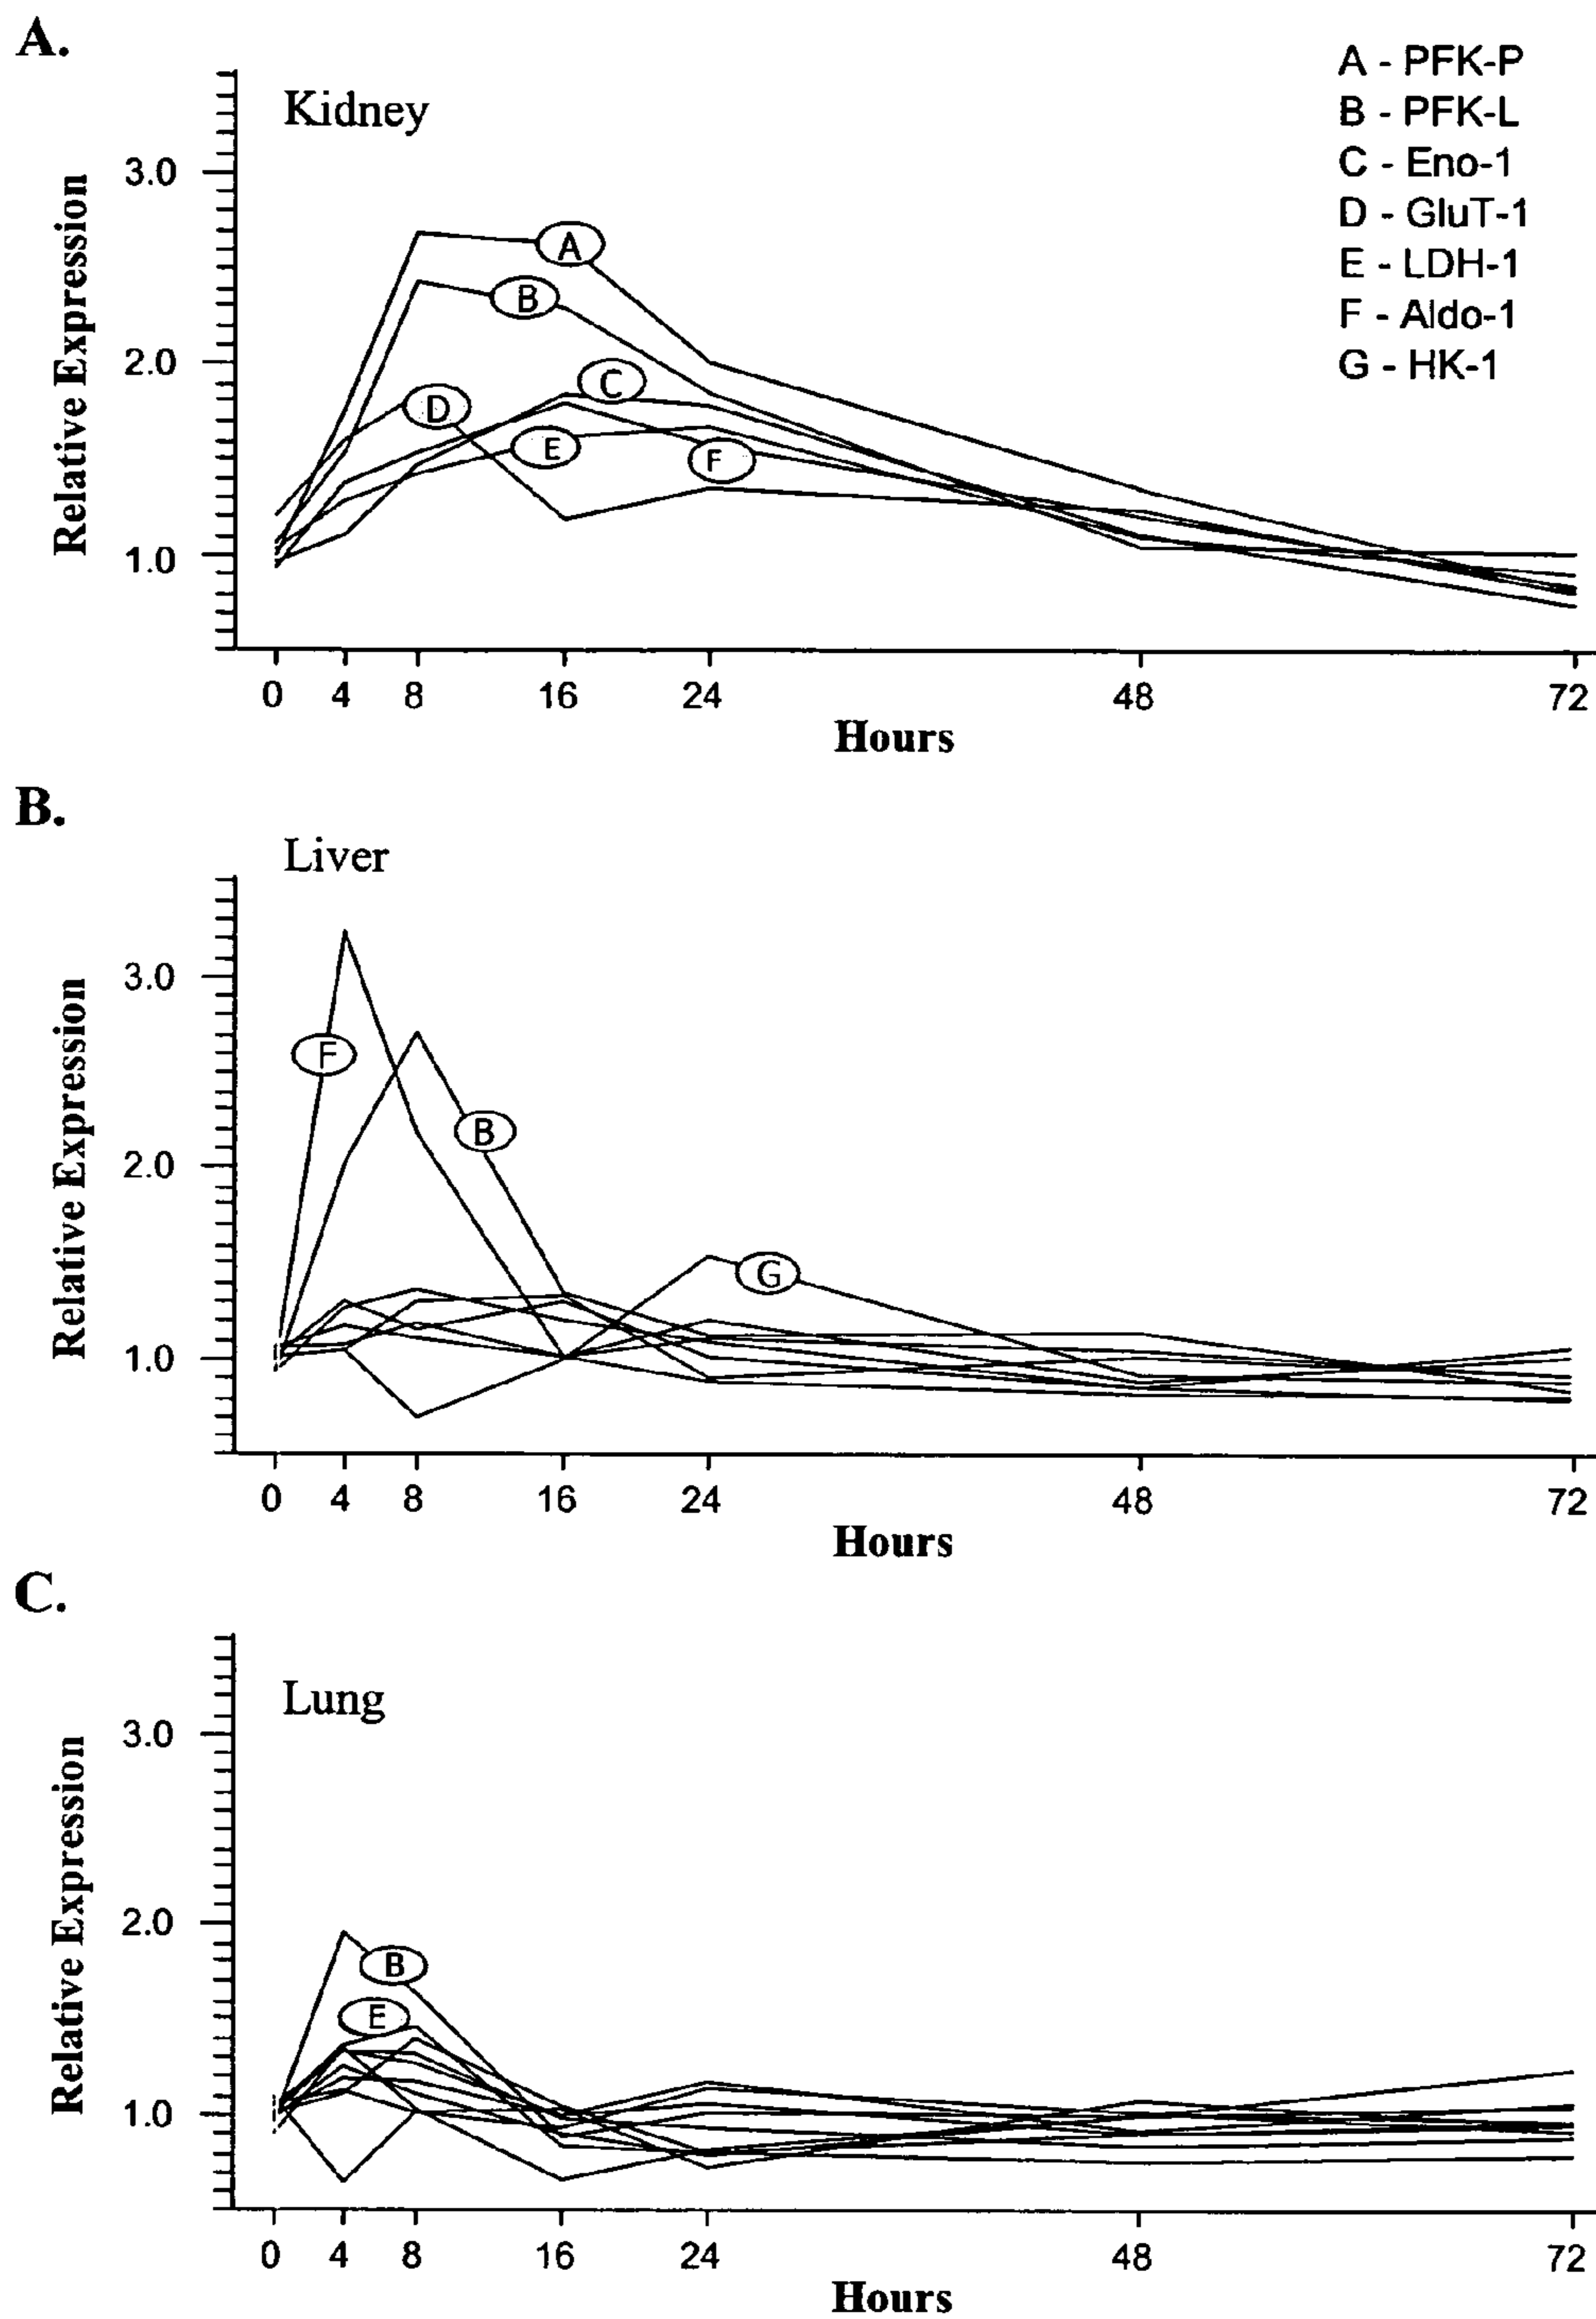 A.
Kidney
A - PFK-P
B - PFK-L
C - Eno-1
D - GluT-1
E - LDH-1
F - Aldo-1
G - HK-1
Relative Expression
3.0
2.0
1.0
A
B
C
D
E
F
0 4 8 16 24 48 72
Hours
B.
Liver
Relative Expression
3.0
2.0
1.0
F
B
G
0 4 8 16 24 48 72
Hours
C.
Lung
Relative Expression
3.0
2.0
1.0
B
E
0 4 8 16 24 48 72
Hours